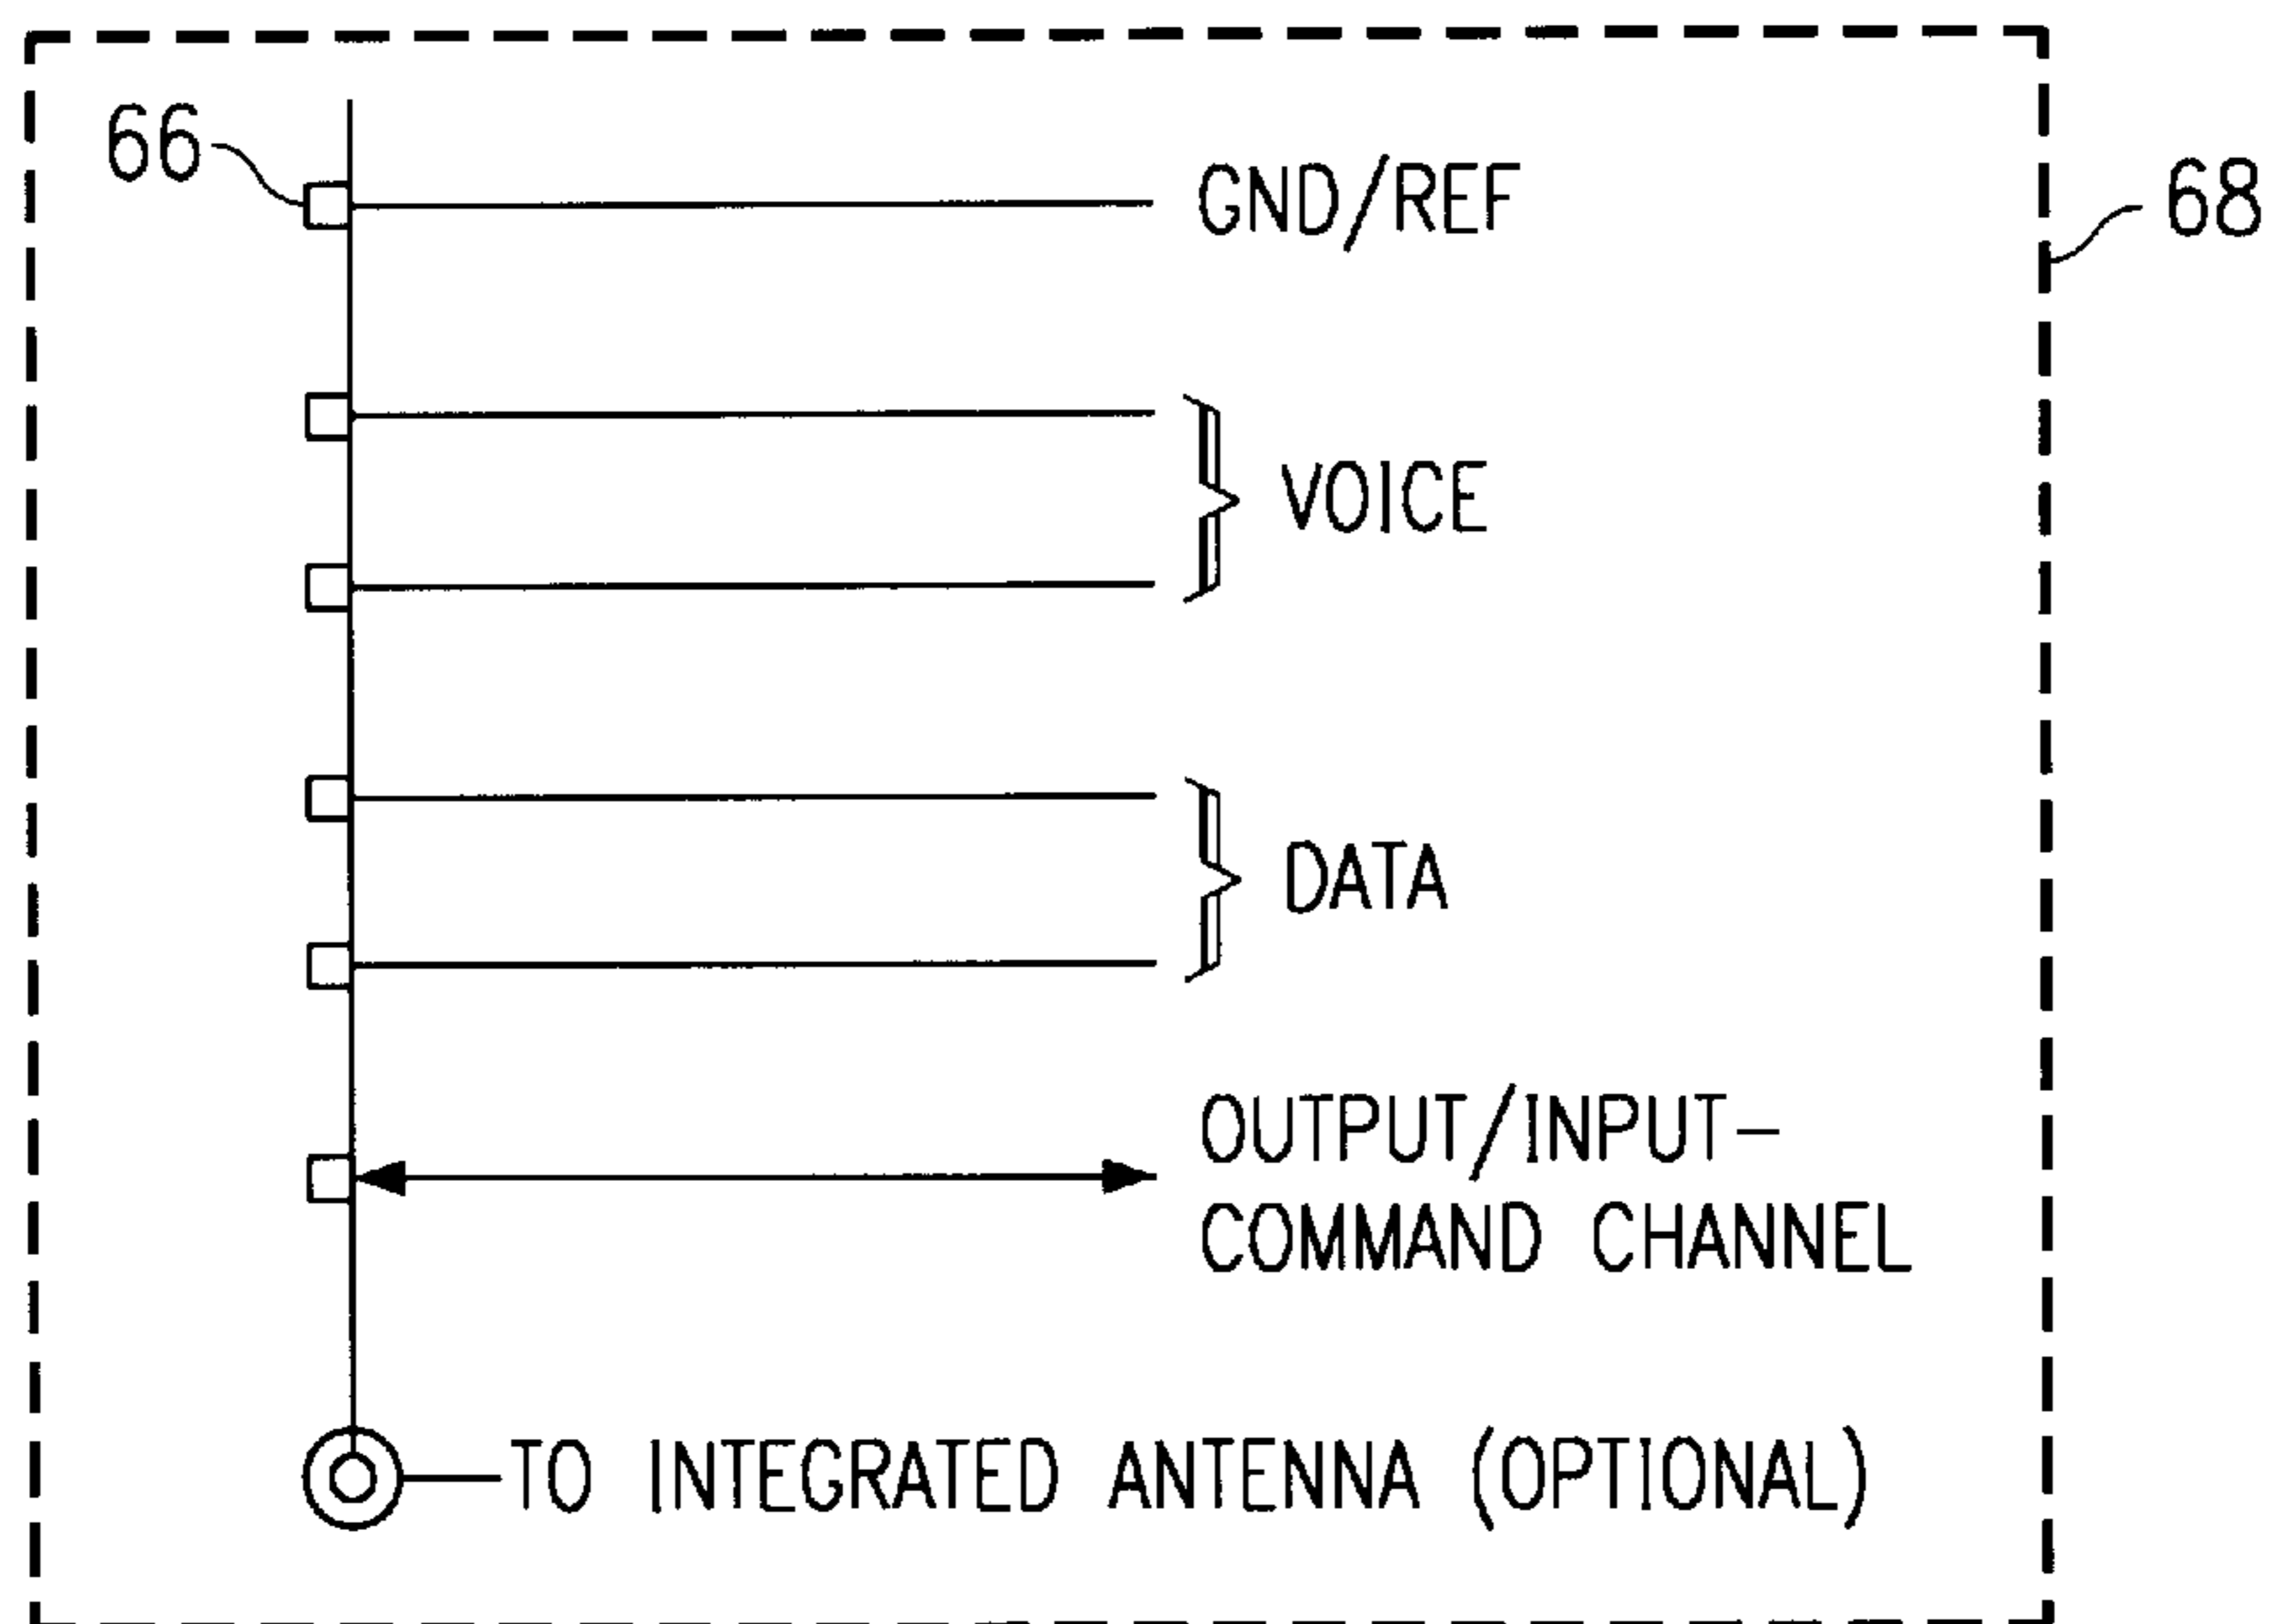 66
GND/REF
68
VOICE
DATA
OUTPUT/INPUT-
COMMAND CHANNEL
TO INTEGRATED ANTENNA (OPTIONAL)